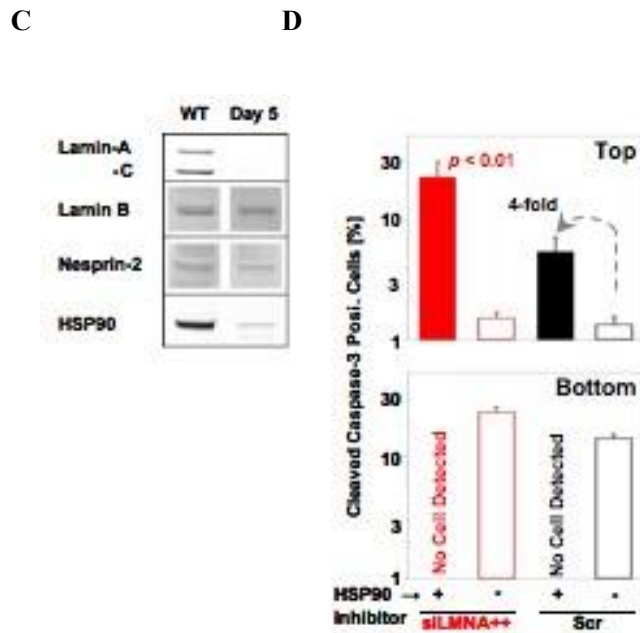 C
D
WT Day 5
Lamin-A
-C
Lamin B
Nesprin-2
HSP90
Cleaved Caspase-3 Posi. Cells [%]
Top
30
p < 0.01
10
4-fold
3
1
Bottom
30
10
3
1
No Cell Detected
No Cell Detected
HSP90 → + - + -
Inhibitor siLMNA++ Scr